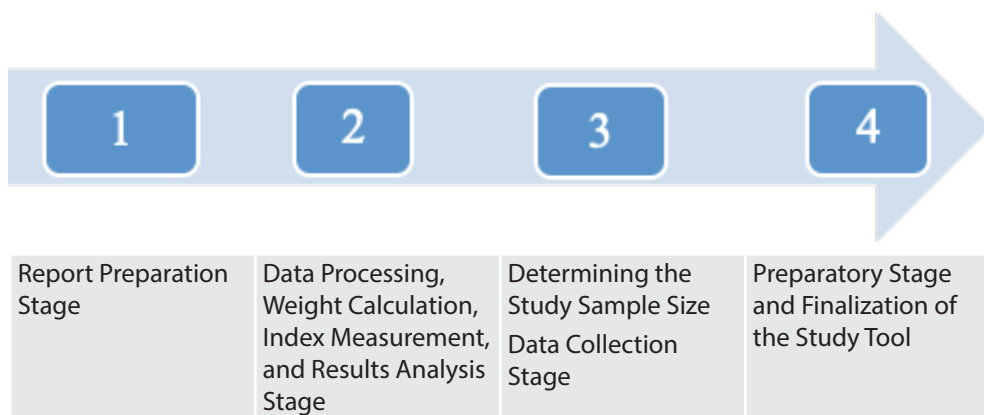 1
2
3
4
Report Preparation
Stage
Data Processing,
Weight Calculation,
Index Measurement,
and Results Analysis
Stage
Determining the
Study Sample Size
Data Collection
Stage
Preparatory Stage
and Finalization of
the Study Tool